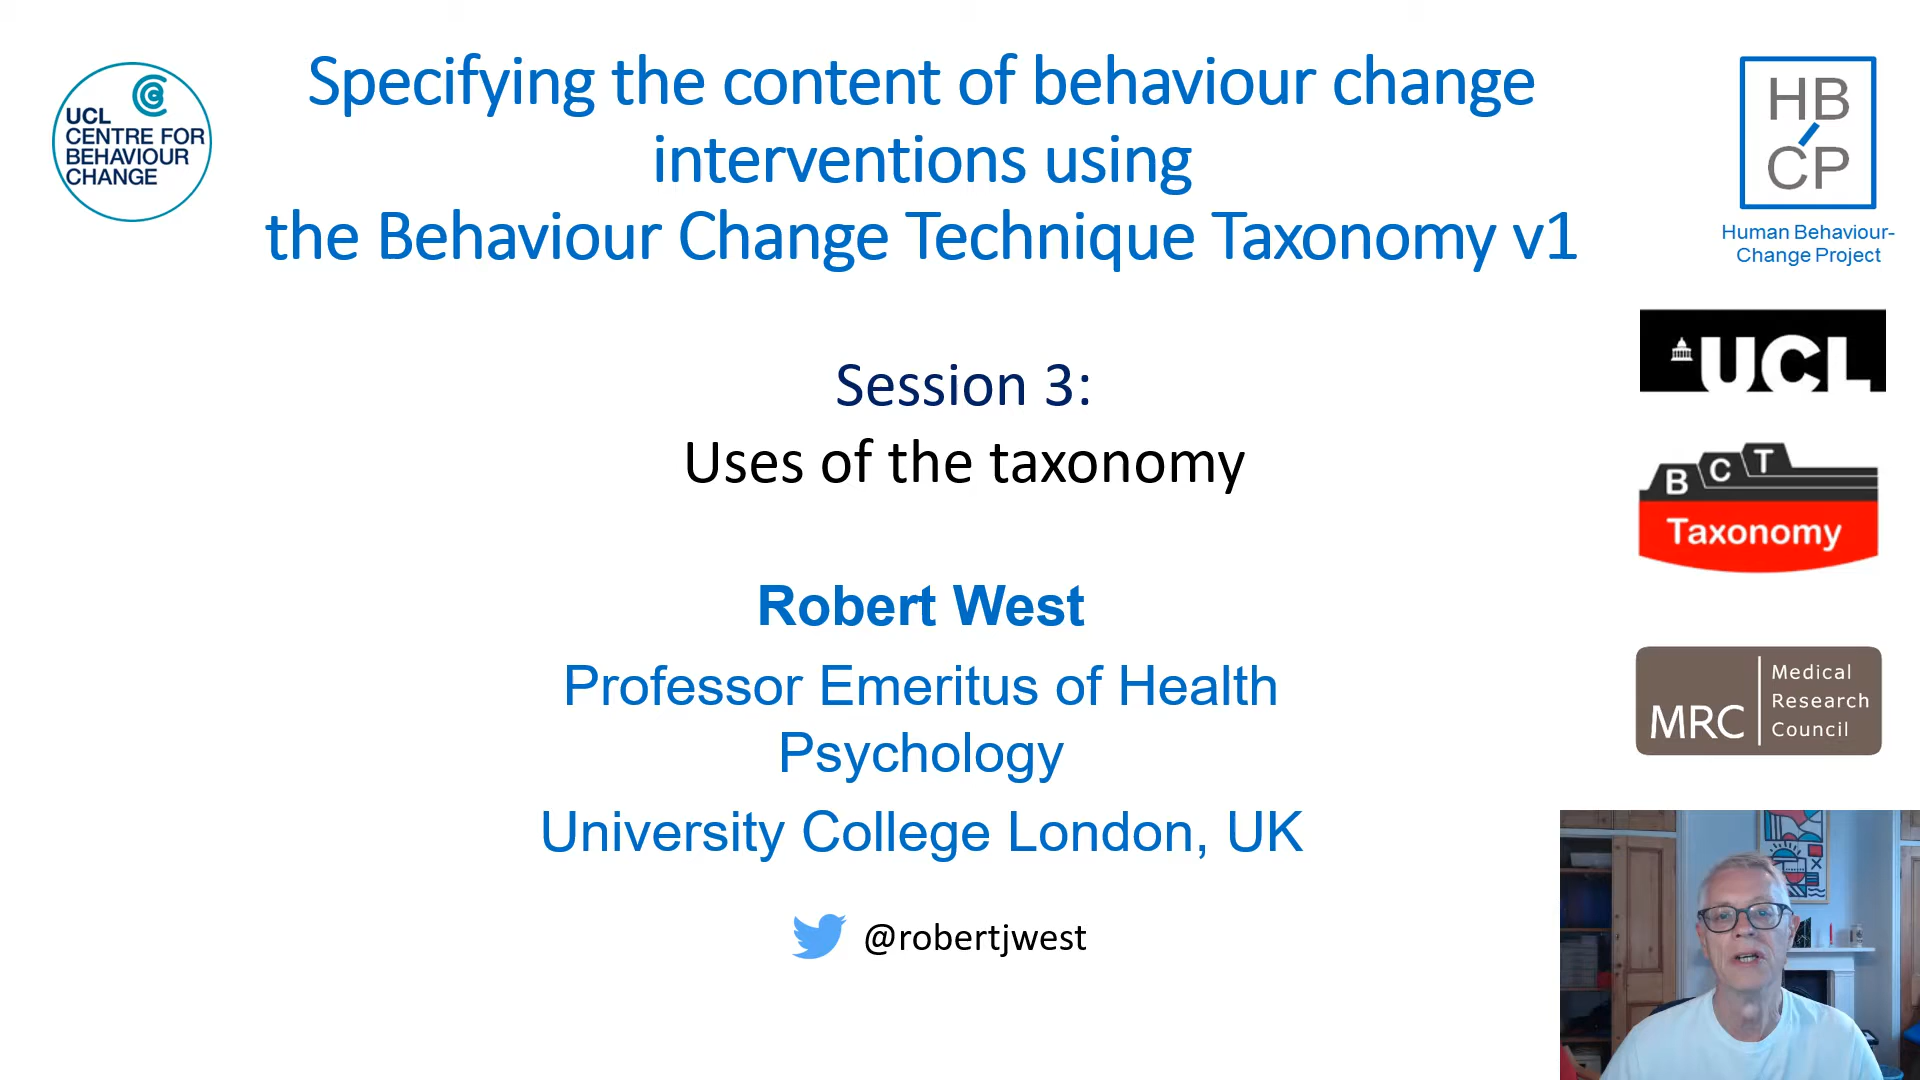 Specifying the content of behaviour change
interventions using
the Behaviour Change Technique Taxonomy v1
UCL
CENTRE FOR
BEHAVIOUR
CHANGE
HB
CP
Human Behaviour-
Change Project
Session 3:
Uses of the taxonomy
UCL
B C T
Taxonomy
Robert West
Professor Emeritus of Health
Psychology
University College London, UK
MRC
Medical
Research
Council
@robertjwest